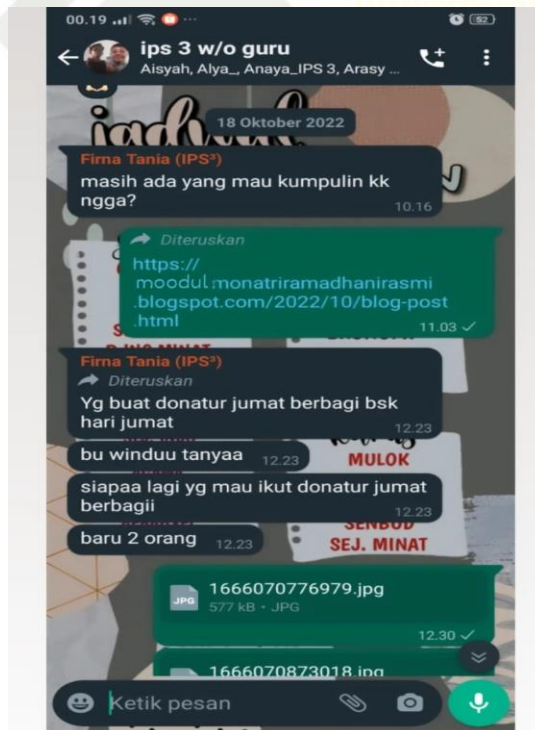 00.19
52
ips 3 w/o guru
Aisyah, Alya_, Anaya_IPS 3, Arasy ...
jadwal
18 Oktober 2022
Firna Tania (IPS³)
masih ada yang mau kumpulin kk
ngga?
10.16
Diteruskan
https://
moodul.monatriramadhanirasmi
.blogspot.com/2022/10/blog-post
.html
11.03
Firna Tania (IPS³)
Diteruskan
Yg buat donatur jumat berbagi bsk
hari jumat
12.23
bu winduu tanyaa
12.23
MULOK
siapaa lagi yg mau ikut donatur jumat
berbagii
12.23
SENBUD
baru 2 orang
12.23
SEJ. MINAT
JPG
1666070776979.jpg
577 kB • JPG
12.30
1666070873018.jpg
Ketik pesan